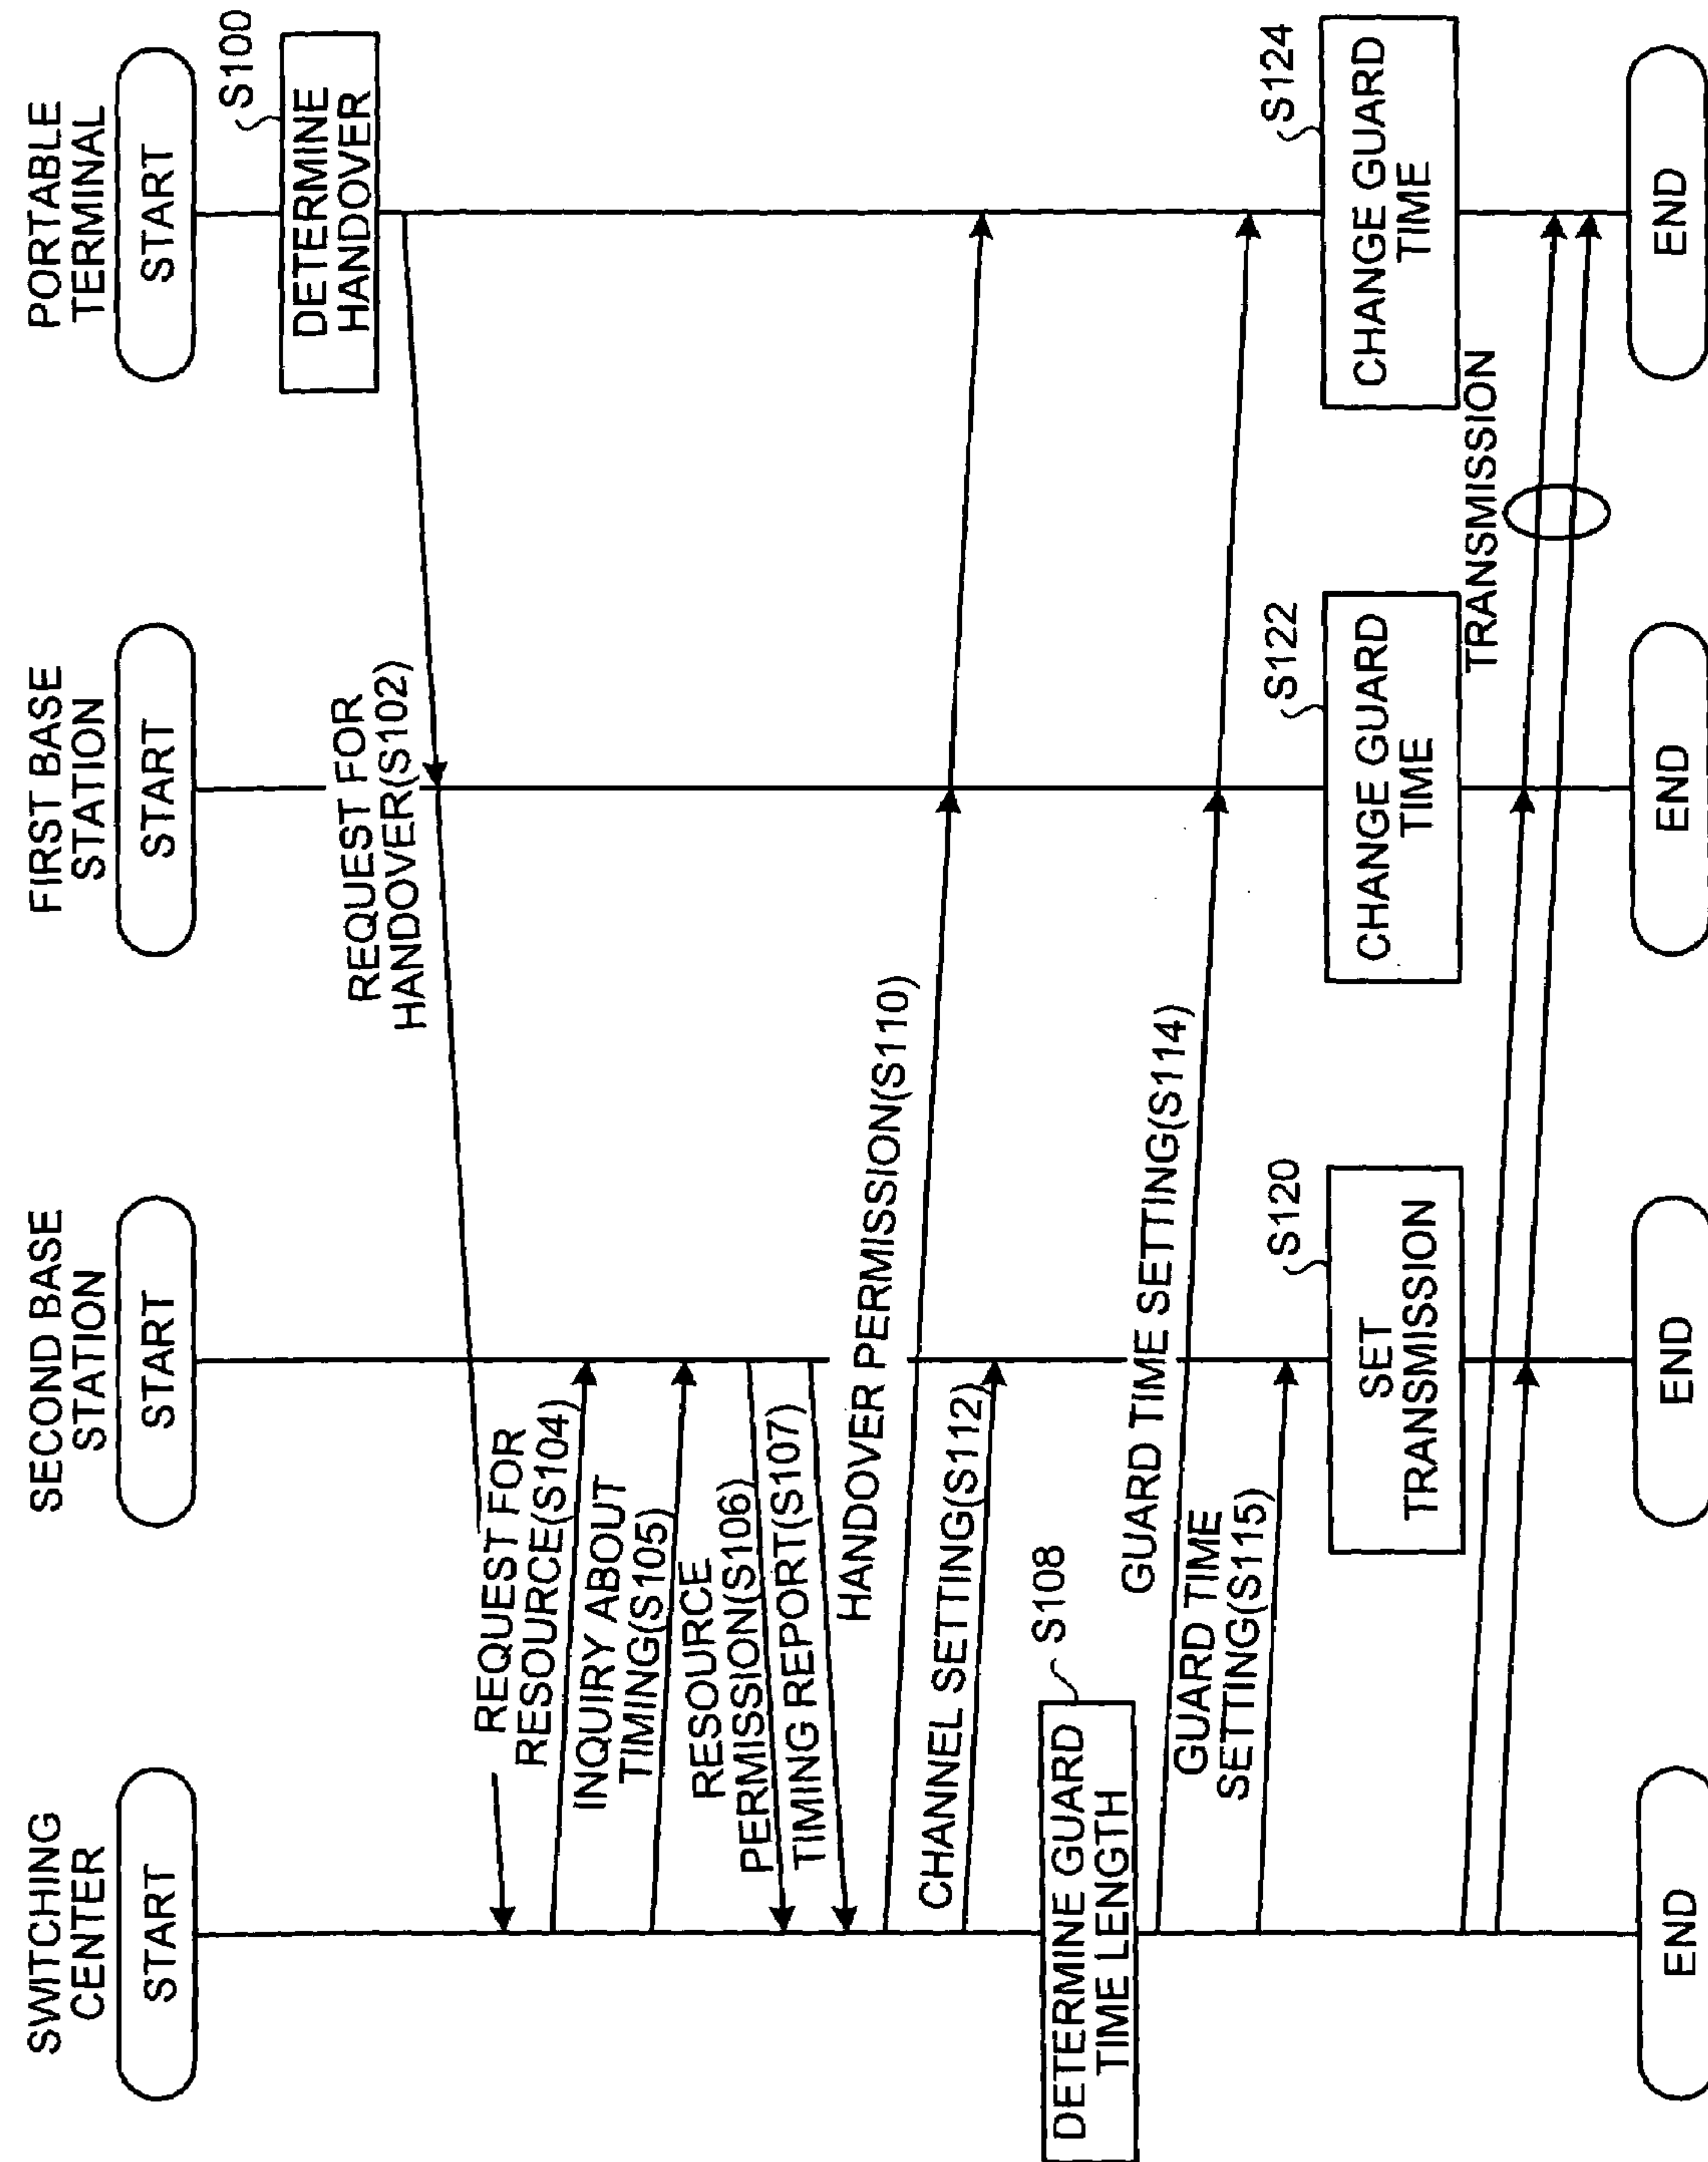 SWITCHING
CENTER
SECOND BASE
STATION
FIRST BASE
STATION
PORTABLE
TERMINAL
START
START
START
START
S100
DETERMINE
HANDOVER
REQUEST FOR
HANDOVER(S102)
REQUEST FOR
RESOURCE(S104)
INQUIRY ABOUT
TIMING(S105)
RESOURCE
PERMISSION(S106)
TIMING REPORT(S107)
HANDOVER PERMISSION(S110)
CHANNEL SETTING(S112)
S108
DETERMINE GUARD
TIME LENGTH
GUARD TIME SETTING(S114)
GUARD TIME
SETTING(S115)
S120
SET
TRANSMISSION
S122
CHANGE GUARD
TIME
S124
CHANGE GUARD
TIME
TRANSMISSION
END
END
END
END